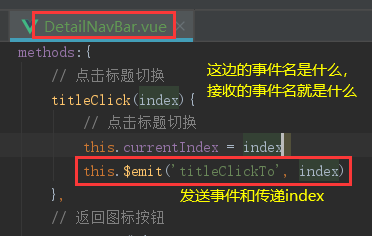 DetailNavBar.vue
methods:{
// 点击标题切换
这边的事件名是什么,
接收的事件名就是什么
titleClick(index){
// 点击标题切换
this.currentIndex = index
this.$emit('titleClickTo', index)
},
发送事件和传递index
// 返回图标按钮